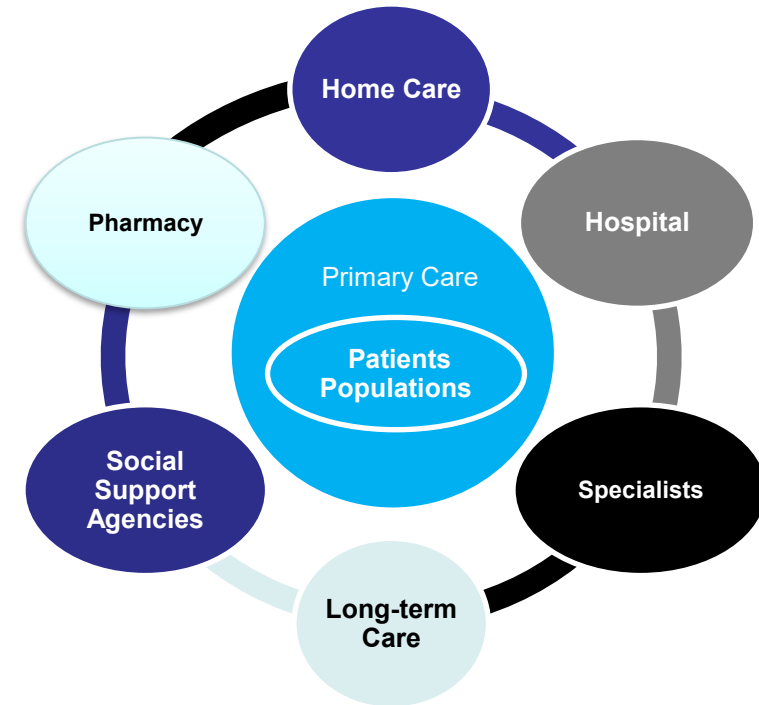 Home Care
Pharmacy
Hospital
Primary Care
Patients
Populations
Social
Support
Agencies
Specialists
Long-term
Care